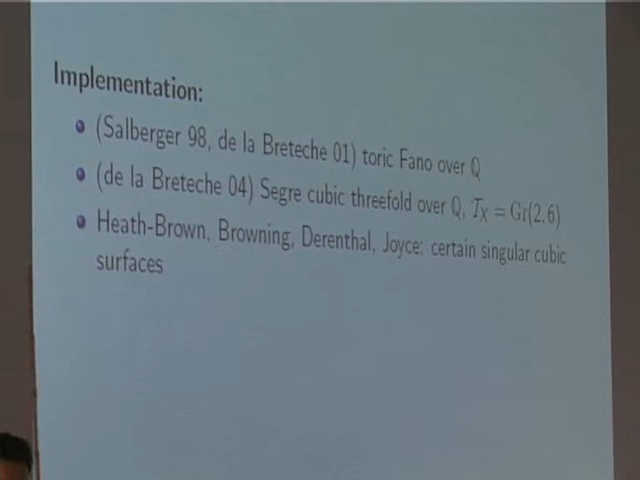 Implementation:
(Salberger 98, de la Breteche 01) toric Fano over ℚ
(de la Breteche 04) Segre cubic threefold over ℚ, 𝒯_X = Gr(2,6)
Heath-Brown, Browning, Derenthal, Joyce: certain singular cubic
surfaces